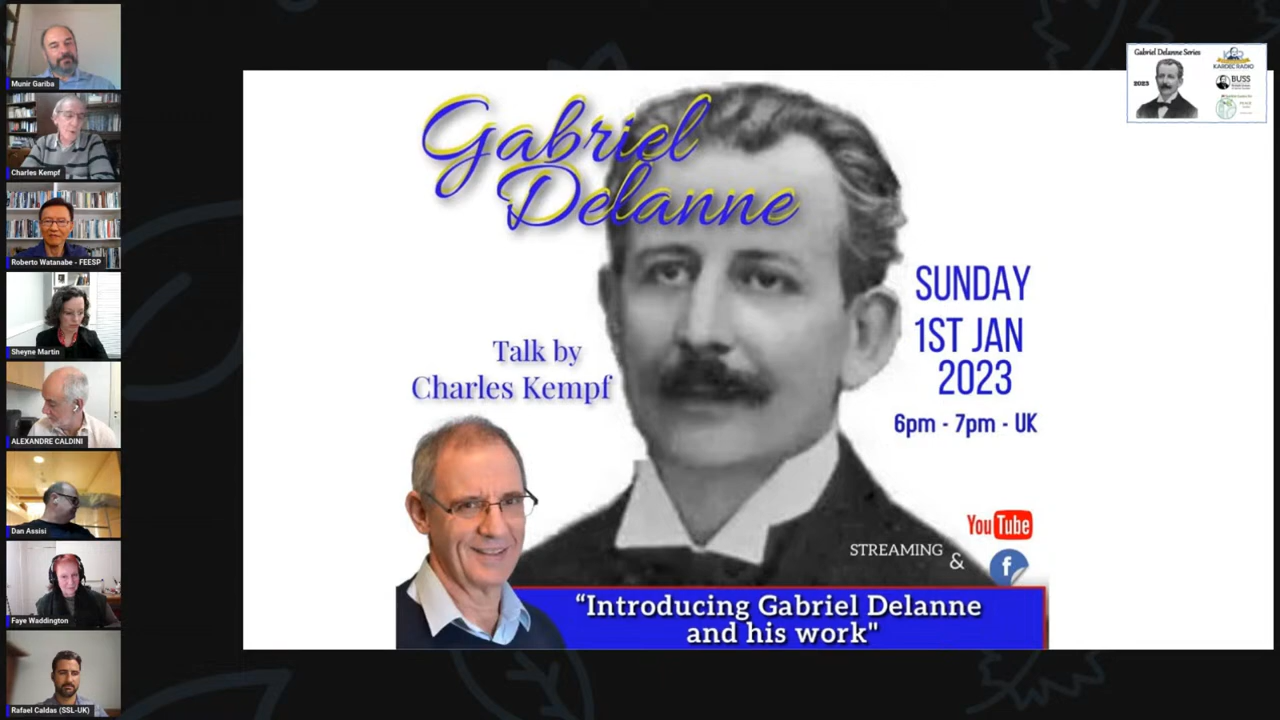 Munir Gariba
Charles Kempf
Roberto Watanabe - FEESP
Sheyne Martin
ALEXANDRE CALDINI
Dan Assisi
Faye Waddington
Rafael Caldas (SSL-UK)
Gabriel
Delanne
Talk by
Charles Kempf
SUNDAY
1ST JAN
2023
6pm - 7pm - UK
YouTube
STREAMING
&
f
“Introducing Gabriel Delanne
and his work"
Gabriel Delanne Series
2023
KARDEC RADIO
BUSS
PEACE